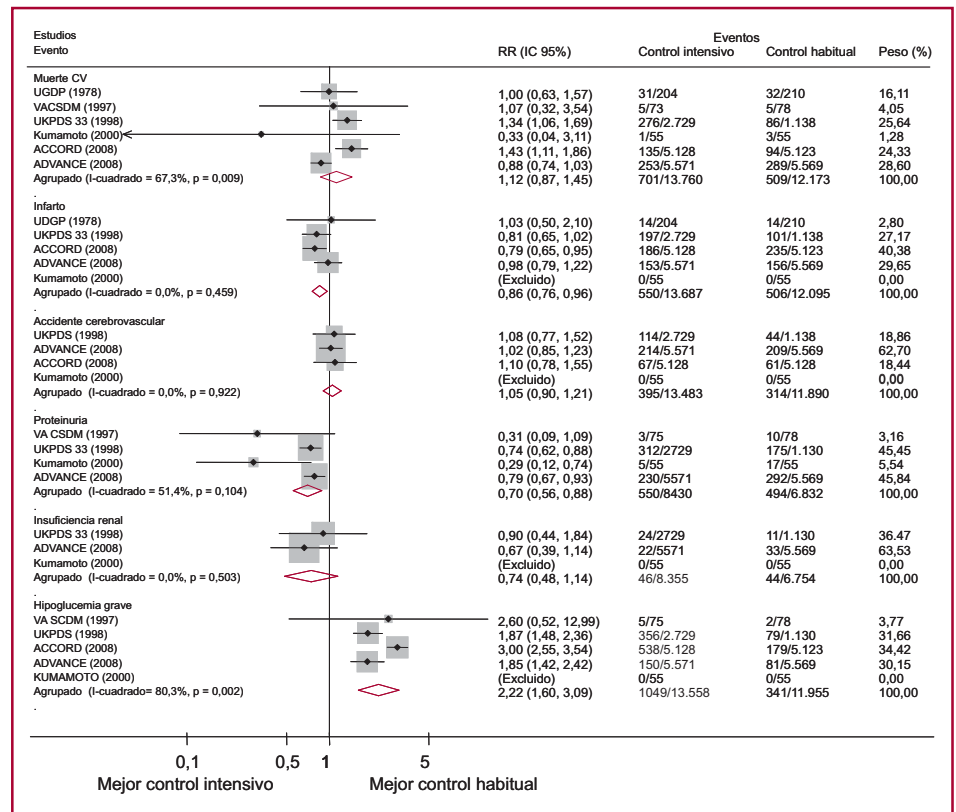 Estudios
Evento
Eventos
RR (IC 95%) Control intensivo Control habitual Peso (%)
Muerte CV
UGDP (1978) 1,00 (0,63, 1,57) 31/204 32/210 16,11
VACSDM (1997) 1,07 (0,32, 3,54) 5/73 5/78 4,05
UKPDS 33 (1998) 1,34 (1,06, 1,69) 276/2.729 86/1.138 25,64
Kumamoto (2000) 0,33 (0,04, 3,11) 1/55 3/55 1,28
ACCORD (2008) 1,43 (1,11, 1,86) 135/5.128 94/5.123 24,33
ADVANCE (2008) 0,88 (0,74, 1,03) 253/5.571 289/5.569 28,60
Agrupado (I-cuadrado = 67,3%, p = 0,009) 1,12 (0,87, 1,45) 701/13.760 509/12.173 100,00
.
Infarto
UDGP (1978) 1,03 (0,50, 2,10) 14/204 14/210 2,80
UKPDS 33 (1998) 0,81 (0,65, 1,02) 197/2.729 101/1.138 27,17
ACCORD (2008) 0,79 (0,65, 0,95) 186/5.128 235/5.123 40,38
ADVANCE (2008) 0,98 (0,79, 1,22) 153/5.571 156/5.569 29,65
Kumamoto (2000) (Excluido) 0/55 0/55 0,00
Agrupado (I-cuadrado = 0,0%, p = 0,459) 0,86 (0,76, 0,96) 550/13.687 506/12.095 100,00
.
Accidente cerebrovascular
UKPDS (1998) 1,08 (0,77, 1,52) 114/2.729 44/1.138 18,86
ADVANCE (2008) 1,02 (0,85, 1,23) 214/5.571 209/5.569 62,70
ACCORD (2008) 1,10 (0,78, 1,55) 67/5.128 61/5.128 18,44
Kumamoto (2000) (Excluido) 0/55 0/55 0,00
Agrupado (I-cuadrado = 0,0%, p = 0,922) 1,05 (0,90, 1,21) 395/13.483 314/11.890 100,00
.
Proteinuria
VA CSDM (1997) 0,31 (0,09, 1,09) 3/75 10/78 3,16
UKPDS 33 (1998) 0,74 (0,62, 0,88) 312/2729 175/1.130 45,45
Kumamoto (2000) 0,29 (0,12, 0,74) 5/55 17/55 5,54
ADVANCE (2008) 0,79 (0,67, 0,93) 230/5571 292/5.569 45,84
Agrupado (I-cuadrado = 51,4%, p = 0,104) 0,70 (0,56, 0,88) 550/8430 494/6.832 100,00
.
Insuficiencia renal
UKPDS 33 (1998) 0,90 (0,44, 1,84) 24/2729 11/1.130 36.47
ADVANCE (2008) 0,67 (0,39, 1,14) 22/5571 33/5.569 63,53
Kumamoto (2000) (Excluido) 0/55 0/55 0,00
Agrupado (I-cuadrado = 0,0%, p = 0,503) 0,74 (0,48, 1,14) 46/8.355 44/6.754 100,00
.
Hipoglucemia grave
VA SCDM (1997) 2,60 (0,52, 12,99) 5/75 2/78 3,77
UKPDS (1998) 1,87 (1,48, 2,36) 356/2.729 79/1.130 31,66
ACCORD (2008) 3,00 (2,55, 3,54) 538/5.128 179/5.123 34,42
ADVANCE (2008) 1,85 (1,42, 2,42) 150/5.571 81/5.569 30,15
KUMAMOTO (2000) (Excluido) 0/55 0/55 0,00
Agrupado (I-cuadrado= 80,3%, p = 0,002) 2,22 (1,60, 3,09) 1049/13.558 341/11.955 100,00
.
0,1 0,5 1 5
Mejor control intensivo Mejor control habitual